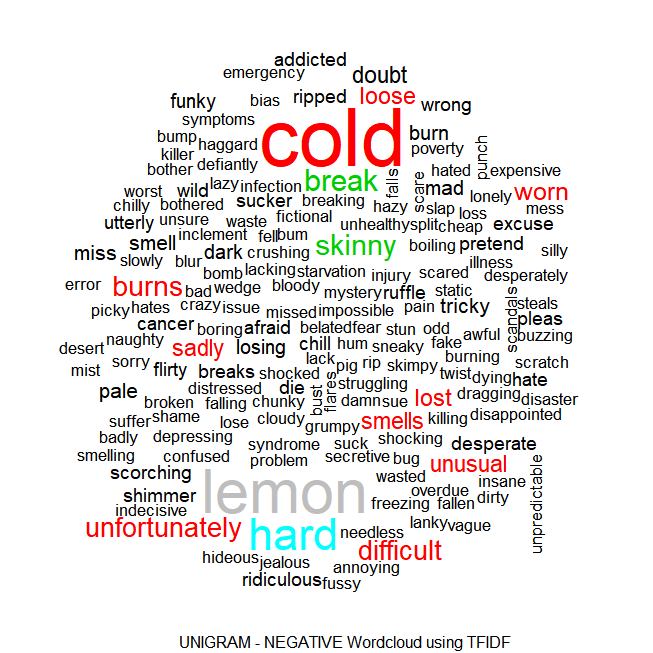 addicted
emergency doubt
funky bias ripped loose wrong
symptoms cold burn
bump haggard poverty punch
killer defiantly
bother break falls scare hated expensive
worst wild lazy infection mad lonely worn
chilly bothered sucker breaking hazy slap loss mess
utterly unsure waste fictional unhealthy split cheap excuse
inclement fell bum
miss smell dark crushing skinny boiling pretend silly
slowly blur illness
bomb lacking starvation injury scared desperately
error burns bad wedge bloody mystery ruffle static
picky hates crazy issue missed impossible pain tricky scandals steals
cancer boring afraid belated fear stun odd awful pleas
naughty buzzing
desert sadly losing chill hum sneaky fake
mist sorry flirty breaks shocked lack pig rip skimpy burning scratch
twist dying hate
pale distressed die bust flares struggling
broken falling chunky damn sue lost dragging disaster
suffer shame lose cloudy grumpy smells killing disappointed
badly depressing syndrome suck shocking desperate
smelling confused problem secretive bug unusual
scorching wasted insane unpredictable
shimmer lemon overdue dirty
indecisive freezing fallen
unfortunately hard needless lanky vague
hideous jealous difficult
annoying
ridiculous fussy
UNIGRAM - NEGATIVE Wordcloud using TFIDF